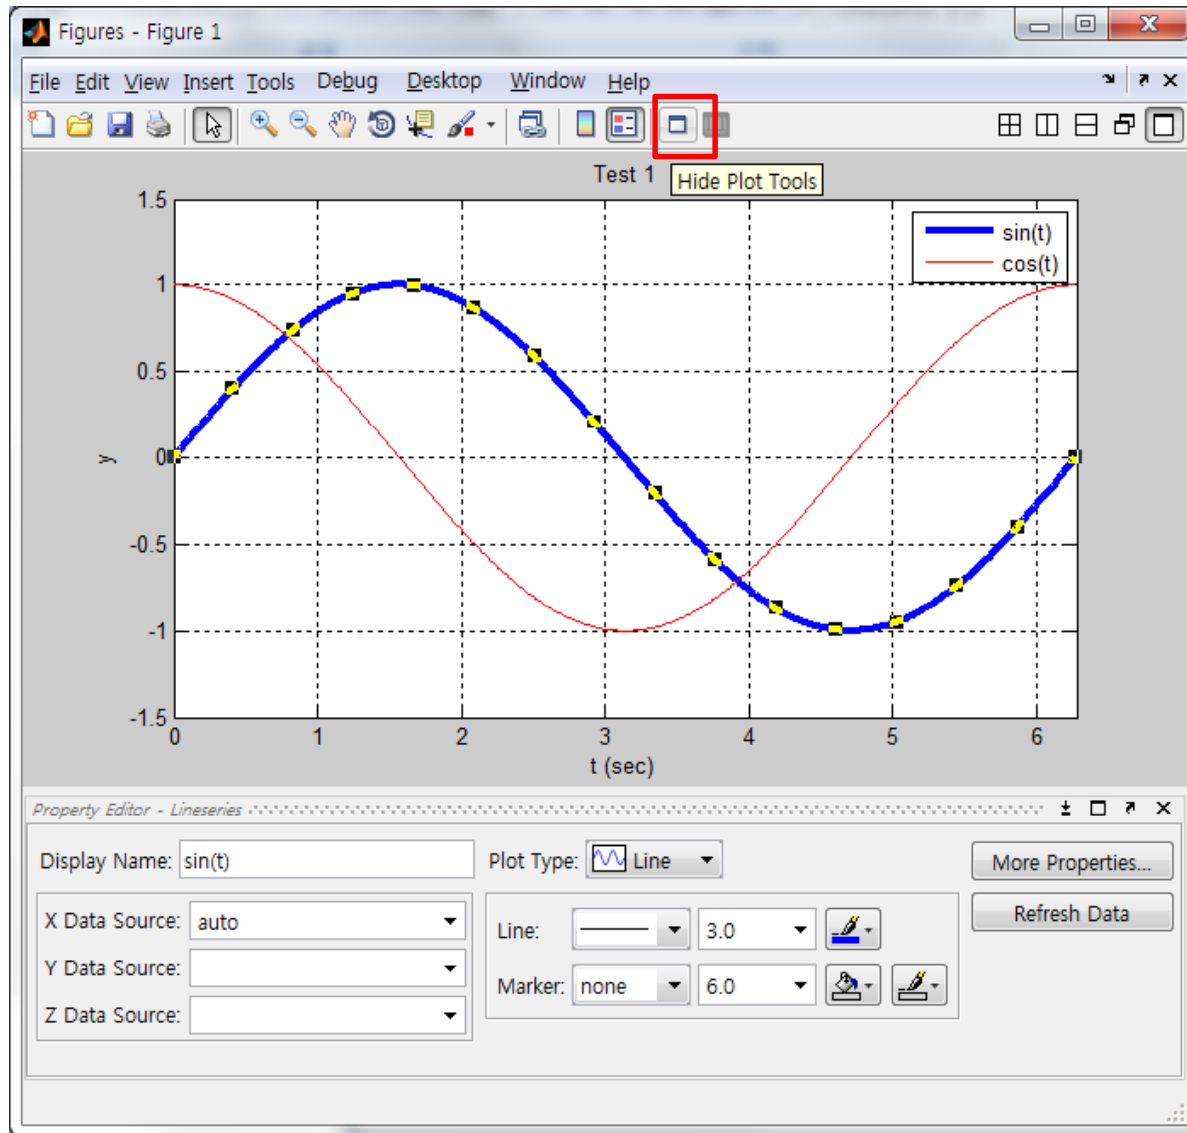 Figures - Figure 1
File Edit View Insert Tools Debug Desktop Window Help
Test 1
Hide Plot Tools
sin(t)
cos(t)
1.5
1
0.5
0
-0.5
-1
-1.5
y
0 1 2 3 4 5 6
t (sec)
Property Editor - Lineseries
Display Name: sin(t) Plot Type: Line More Properties...
X Data Source: auto Line: 3.0 Refresh Data
Y Data Source: Marker: none 6.0
Z Data Source: